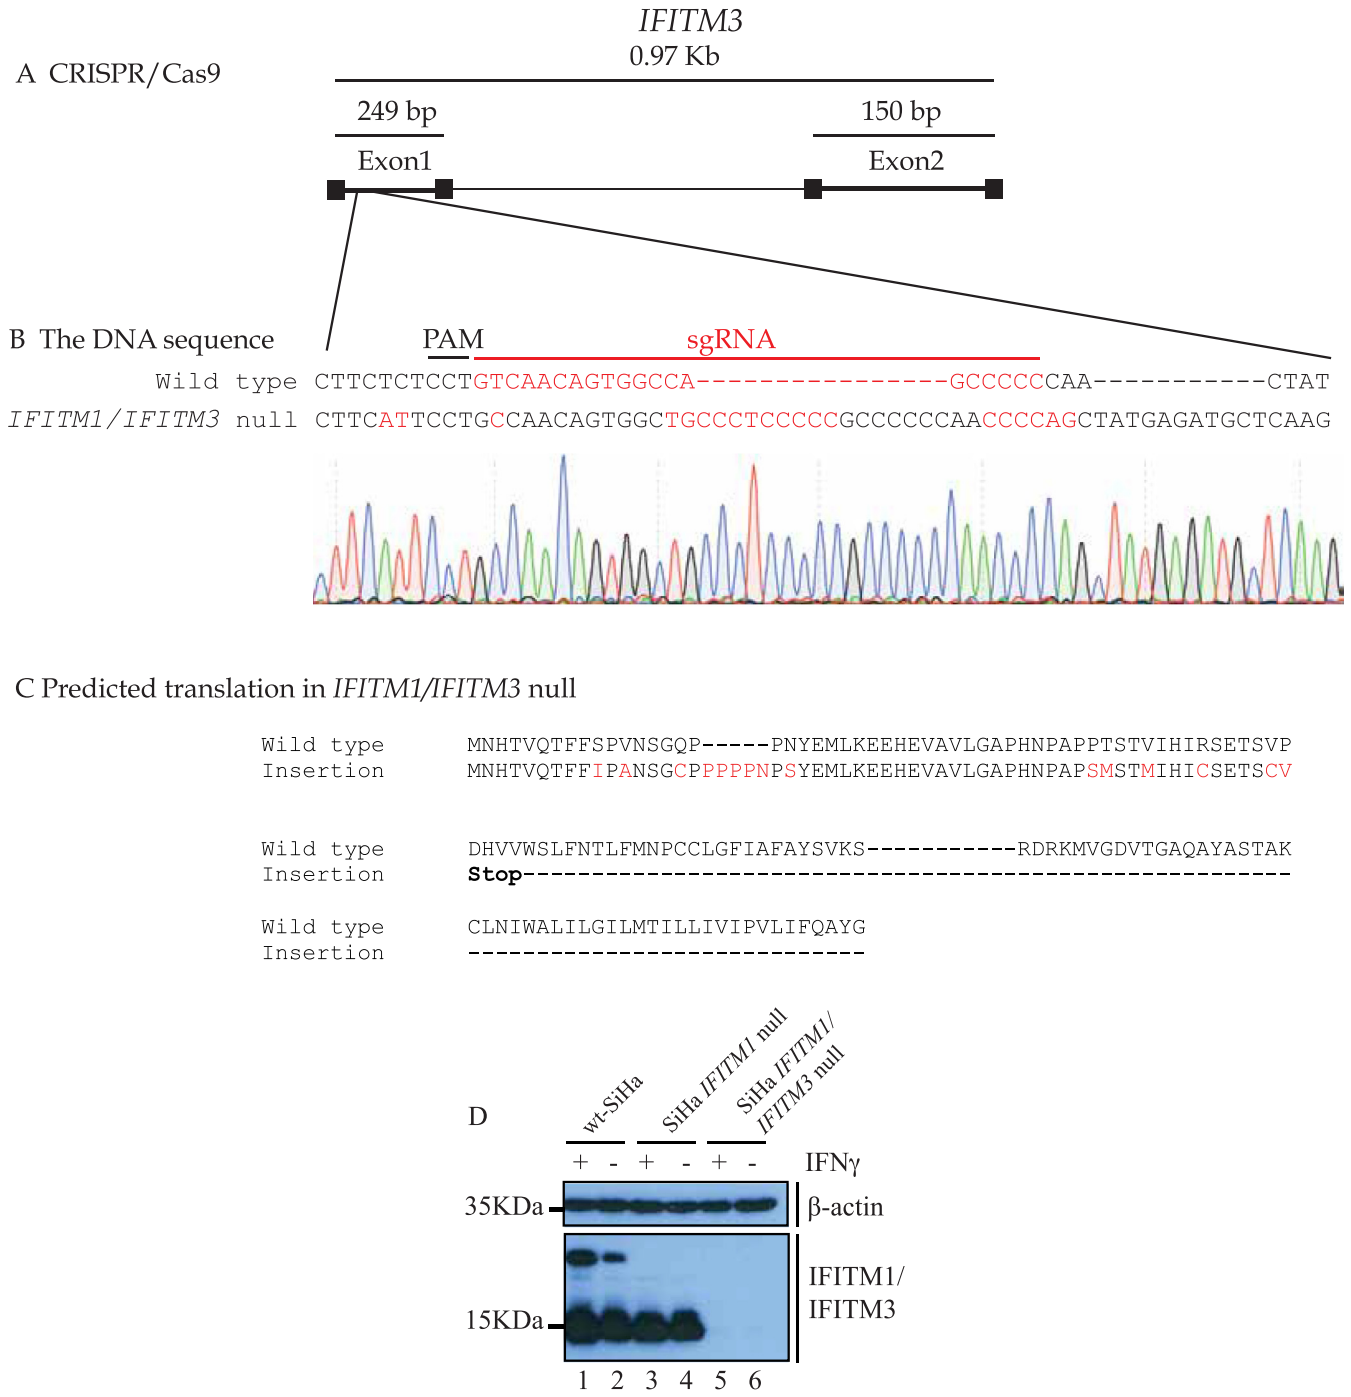 IFITM3
0.97 Kb
A CRISPR/Cas9
249 bp 150 bp
Exon1 Exon2
B The DNA sequence PAM sgRNA
Wild type CTTCTCTCCTGTCAACAGTGGCCA----------------GCCCCCCAA-----------CTAT
IFITM1/IFITM3 null CTTCATTCCTGCCAACAGTGGCTGCCCTCCCCCGCCCCCCAACCCCAGCTATGAGATGCTCAAG
C Predicted translation in IFITM1/IFITM3 null
Wild type MNHTVQTFFSPVNSGQP-----PNYEMLKEEHEVAVLGAPHNPAPPTSTVIHIRSETSVP
Insertion MNHTVQTFFIPANSGCPPPPPNPSYEMLKEEHEVAVLGAPHNPAPSMSTMIHICSETSCV
Wild type DHVVWSLFNTLFMNPCCLGFIAFAYSVKS-----------RDRKMVGDVTGAQAYASTAK
Insertion Stop---------------------------------------------------------
Wild type CLNIWALILGILMTILLIVIPVLIFQAYG
Insertion -----------------------------
D
wt-SiHa
SiHa IFITM1 null
SiHa IFITM1/
IFITM3 null
+ - + - + - IFNγ
35KDa β-actin
15KDa IFITM1/
IFITM3
1 2 3 4 5 6